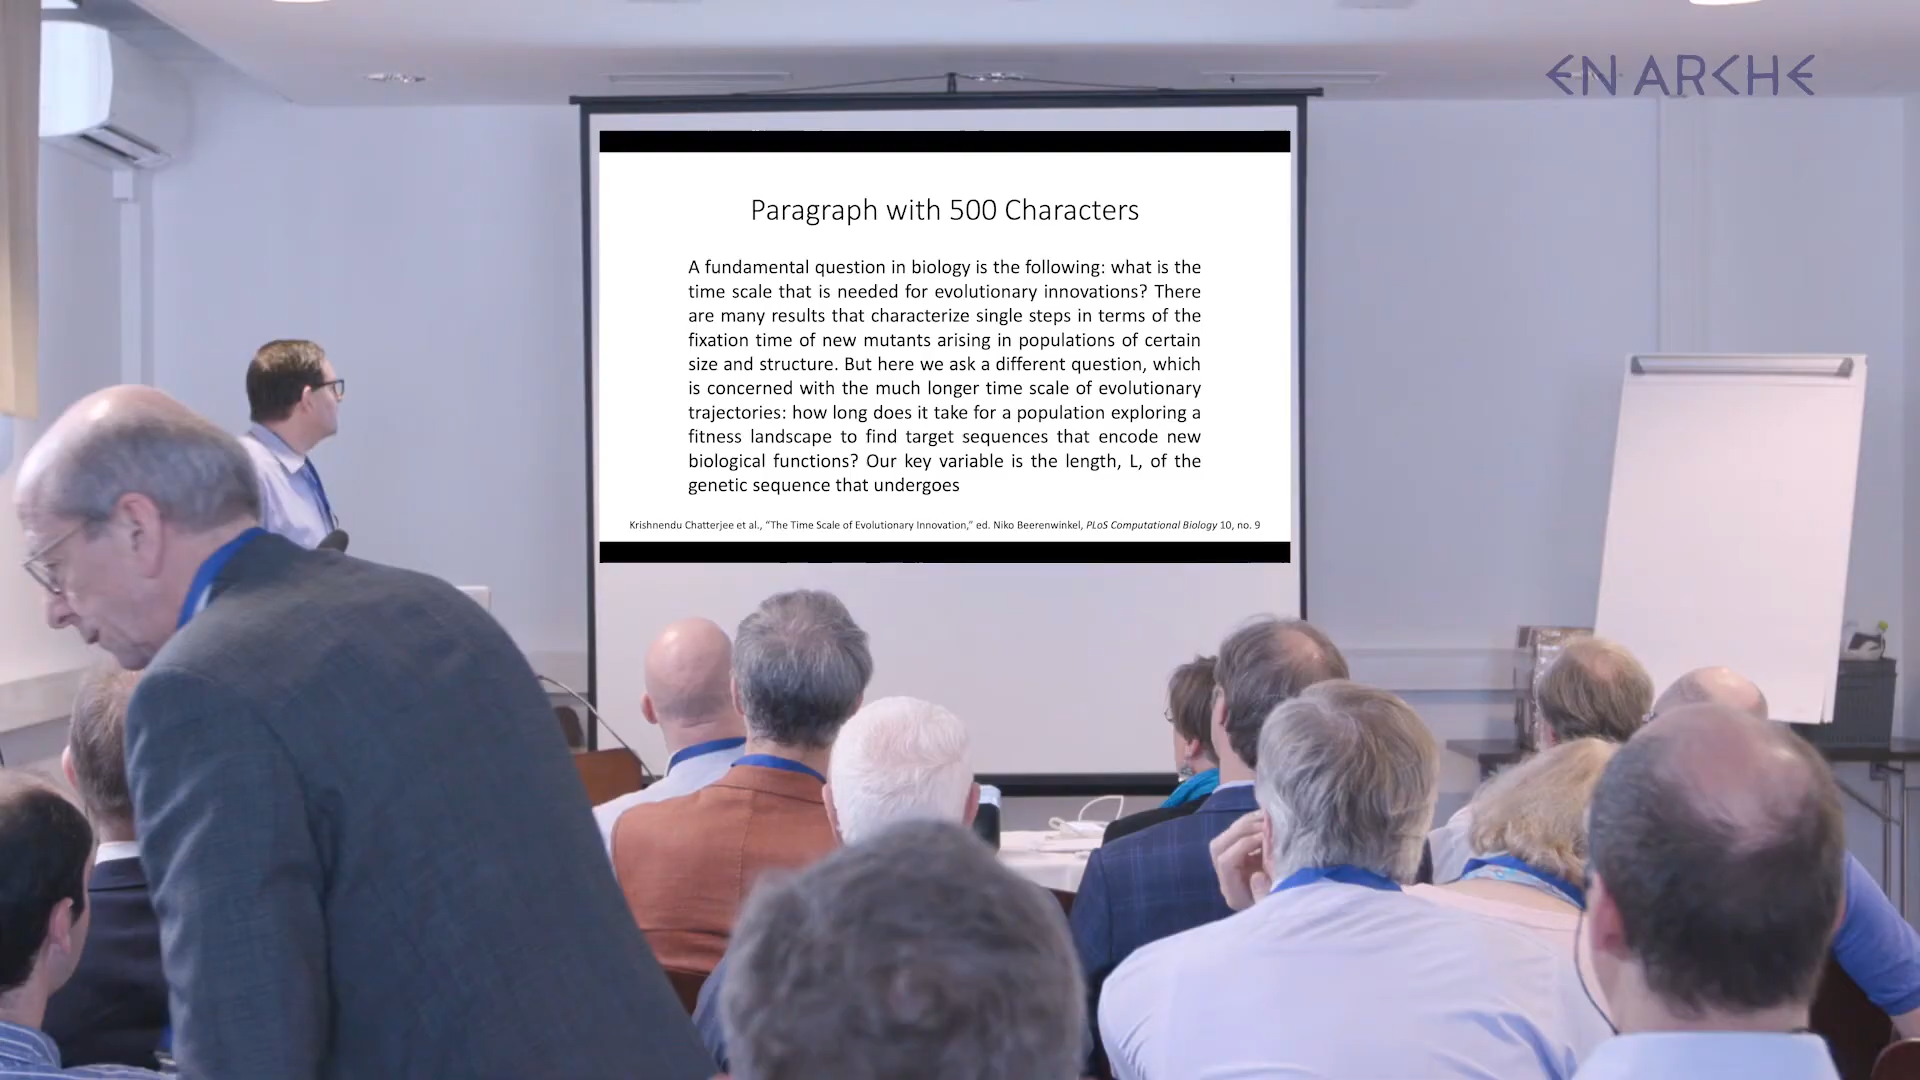 EN ARCHE
Paragraph with 500 Characters
A fundamental question in biology is the following: what is the
time scale that is needed for evolutionary innovations? There
are many results that characterize single steps in terms of the
fixation time of new mutants arising in populations of certain
size and structure. But here we ask a different question, which
is concerned with the much longer time scale of evolutionary
trajectories: how long does it take for a population exploring a
fitness landscape to find target sequences that encode new
biological functions? Our key variable is the length, L, of the
genetic sequence that undergoes
Krishnendu Chatterjee et al., “The Time Scale of Evolutionary Innovation,” ed. Niko Beerenwinkel, PLoS Computational Biology 10, no. 9